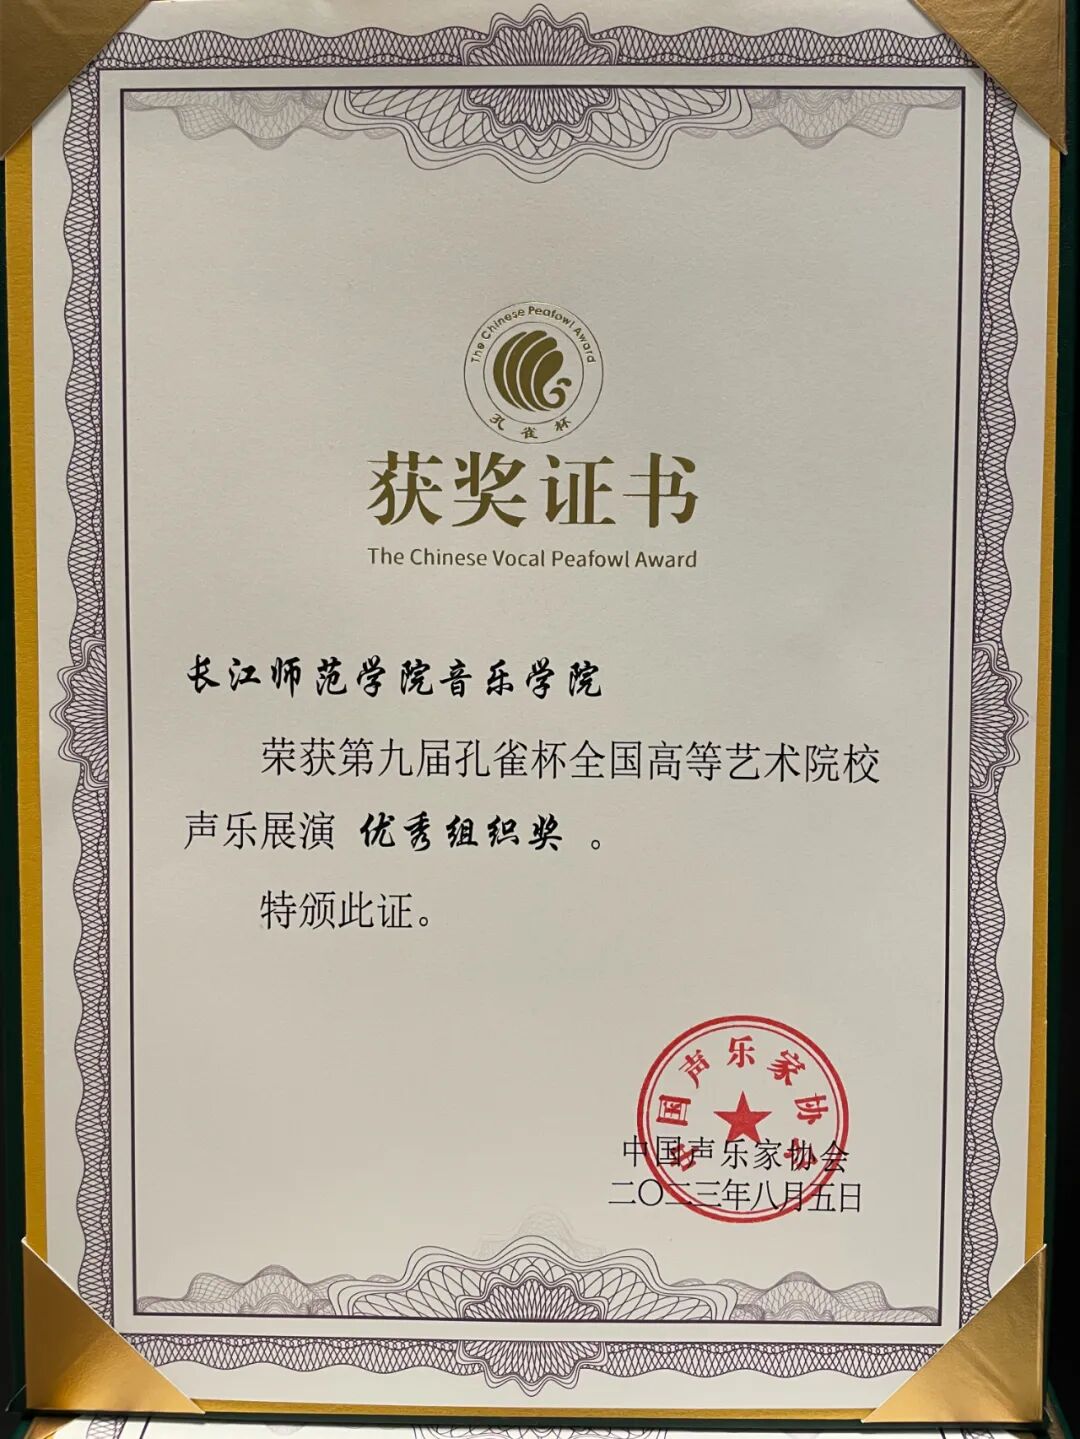 The Chinese Peafowl Award
孔雀杯
获奖证书
The Chinese Vocal Peafowl Award
长江师范学院音乐学院
荣获第九届孔雀杯全国高等艺术院校
声乐展演 优秀组织奖 。
特颁此证。
中国声乐家协会
中国声乐家协会
二〇二三年八月五日